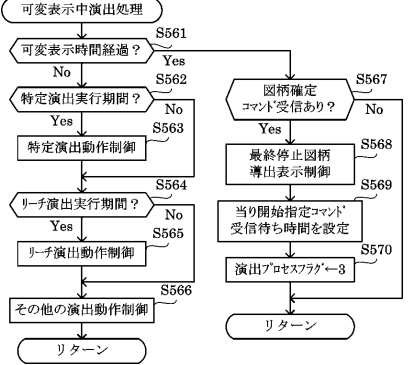 可変表示中演出処理
S561
可変表示時間経過？
Yes
No
S562
特定演出実行期間？
No
Yes
S563
特定演出動作制御
S564
リーチ演出実行期間？
No
Yes
S565
リーチ演出動作制御
S566
その他の演出動作制御
リターン
S567
図柄確定
コマンド受信あり？
No
Yes
S568
最終停止図柄
導出表示制御
S569
当り開始指定コマンド
受信待ち時間を設定
S570
演出プロセスフラグ←3
リターン